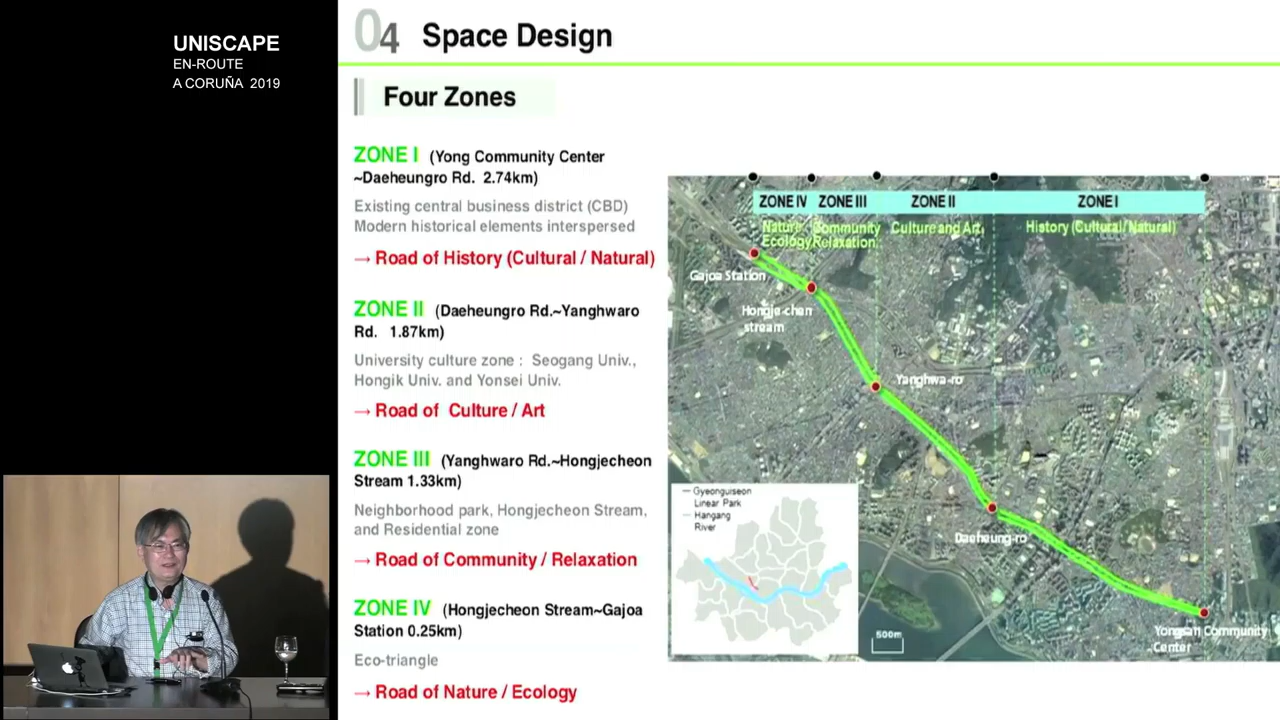 UNISCAPE
EN-ROUTE
A CORUÑA 2019
04 Space Design
Four Zones
ZONE I (Yong Community Center
~Daeheungro Rd. 2.74km)
Existing central business district (CBD)
Modern historical elements interspersed
→ Road of History (Cultural / Natural)
ZONE II (Daeheungro Rd.~Yanghwaro
Rd. 1.87km)
University culture zone : Seogang Univ.,
Hongik Univ. and Yonsei Univ.
→ Road of Culture / Art
ZONE III (Yanghwaro Rd.~Hongjecheon
Stream 1.33km)
Neighborhood park, Hongjecheon Stream,
and Residential zone
→ Road of Community / Relaxation
ZONE IV (Hongjecheon Stream~Gajoa
Station 0.25km)
Eco-triangle
→ Road of Nature / Ecology
ZONE IV ZONE III ZONE II ZONE I
Nature Community Culture and Art History (Cultural/Natural)
Ecology Relaxation
Gajoa Station
Hongje-chen
stream
Yanghwa-ro
Daeheung-ro
Yongsan Community
Center
500m
Gyeonguiseon
Linear Park
Hangang
River